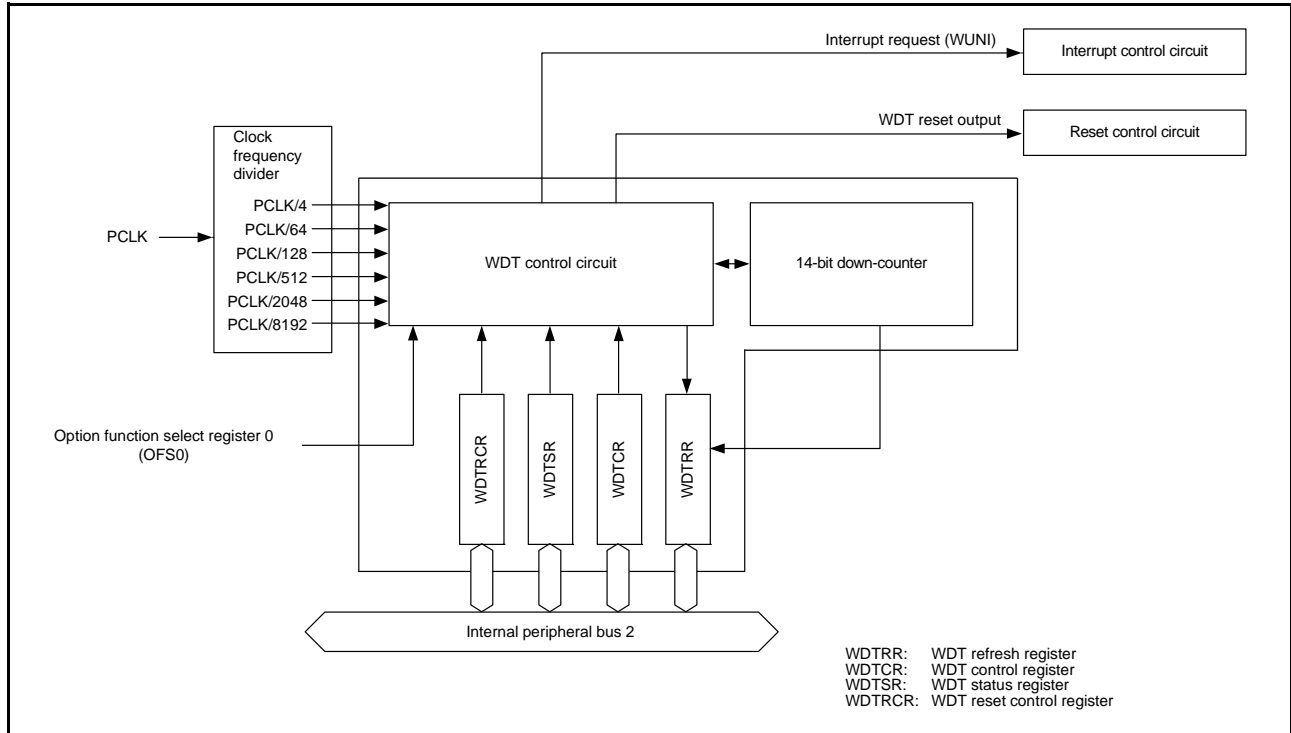 Interrupt request (WUNI)
Interrupt control circuit
WDT reset output
Reset control circuit
Clock
frequency
divider
PCLK
PCLK/4
PCLK/64
PCLK/128
PCLK/512
PCLK/2048
PCLK/8192
WDT control circuit
14-bit down-counter
Option function select register 0
(OFS0)
WDTRCR
WDTSR
WDTCR
WDTRR
Internal peripheral bus 2
WDTRR: WDT refresh register
WDTCR: WDT control register
WDTSR: WDT status register
WDTRCR: WDT reset control register